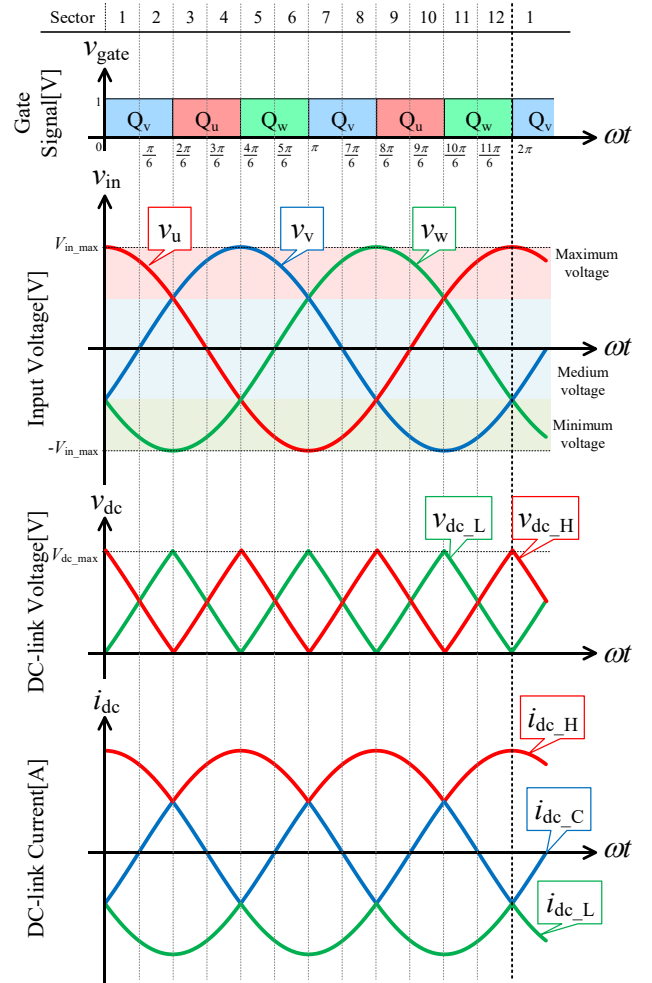 Sector 1 2 3 4 5 6 7 8 9 10 11 12 1
v_gate
Gate
Signal[V]
1
Q_v Q_u Q_w Q_v Q_u Q_w Q_v
ωt
0 π/6 2π/6 3π/6 4π/6 5π/6 π 7π/6 8π/6 9π/6 10π/6 11π/6 2π
v_in
Input Voltage[V]
V_in_max
v_u v_v v_w
Maximum
voltage
ωt
Medium
voltage
Minimum
voltage
-V_in_max
v_dc
DC-link Voltage[V]
v_dc_L v_dc_H
V_dc_max
ωt
i_dc
DC-link Current[A]
i_dc_H
i_dc_C
ωt
i_dc_L